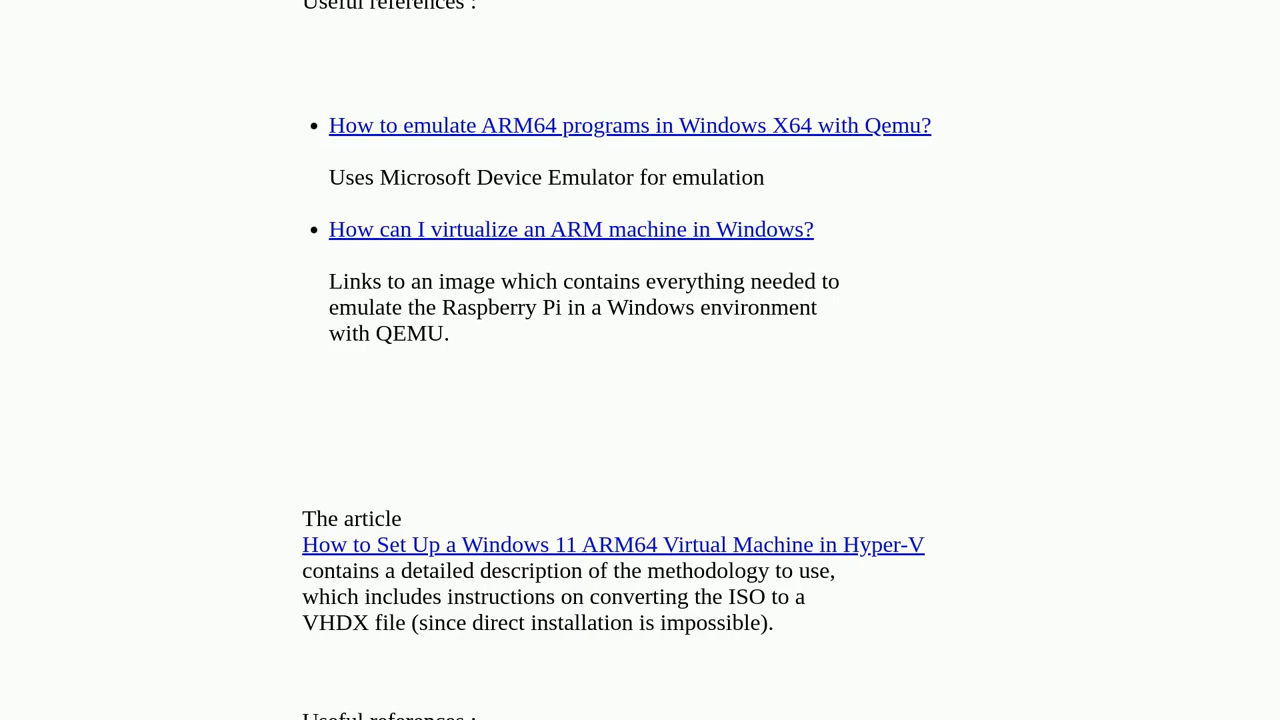 Useful references :
How to emulate ARM64 programs in Windows X64 with Qemu?
Uses Microsoft Device Emulator for emulation
How can I virtualize an ARM machine in Windows?
Links to an image which contains everything needed to
emulate the Raspberry Pi in a Windows environment
with QEMU.
The article
How to Set Up a Windows 11 ARM64 Virtual Machine in Hyper-V
contains a detailed description of the methodology to use,
which includes instructions on converting the ISO to a
VHDX file (since direct installation is impossible).
Useful references :